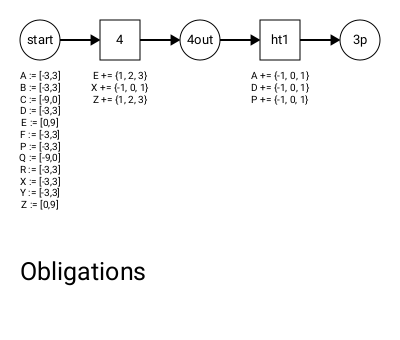 start 4 4out ht1 3p
A := [-3,3] E += {1, 2, 3} A += {-1, 0, 1}
B := [-3,3] X += {-1, 0, 1} D += {-1, 0, 1}
C := [-9,0] Z += {1, 2, 3} P += {-1, 0, 1}
D := [-3,3]
E := [0,9]
F := [-3,3]
P := [-3,3]
Q := [-9,0]
R := [-3,3]
X := [-3,3]
Y := [-3,3]
Z := [0,9]
Obligations